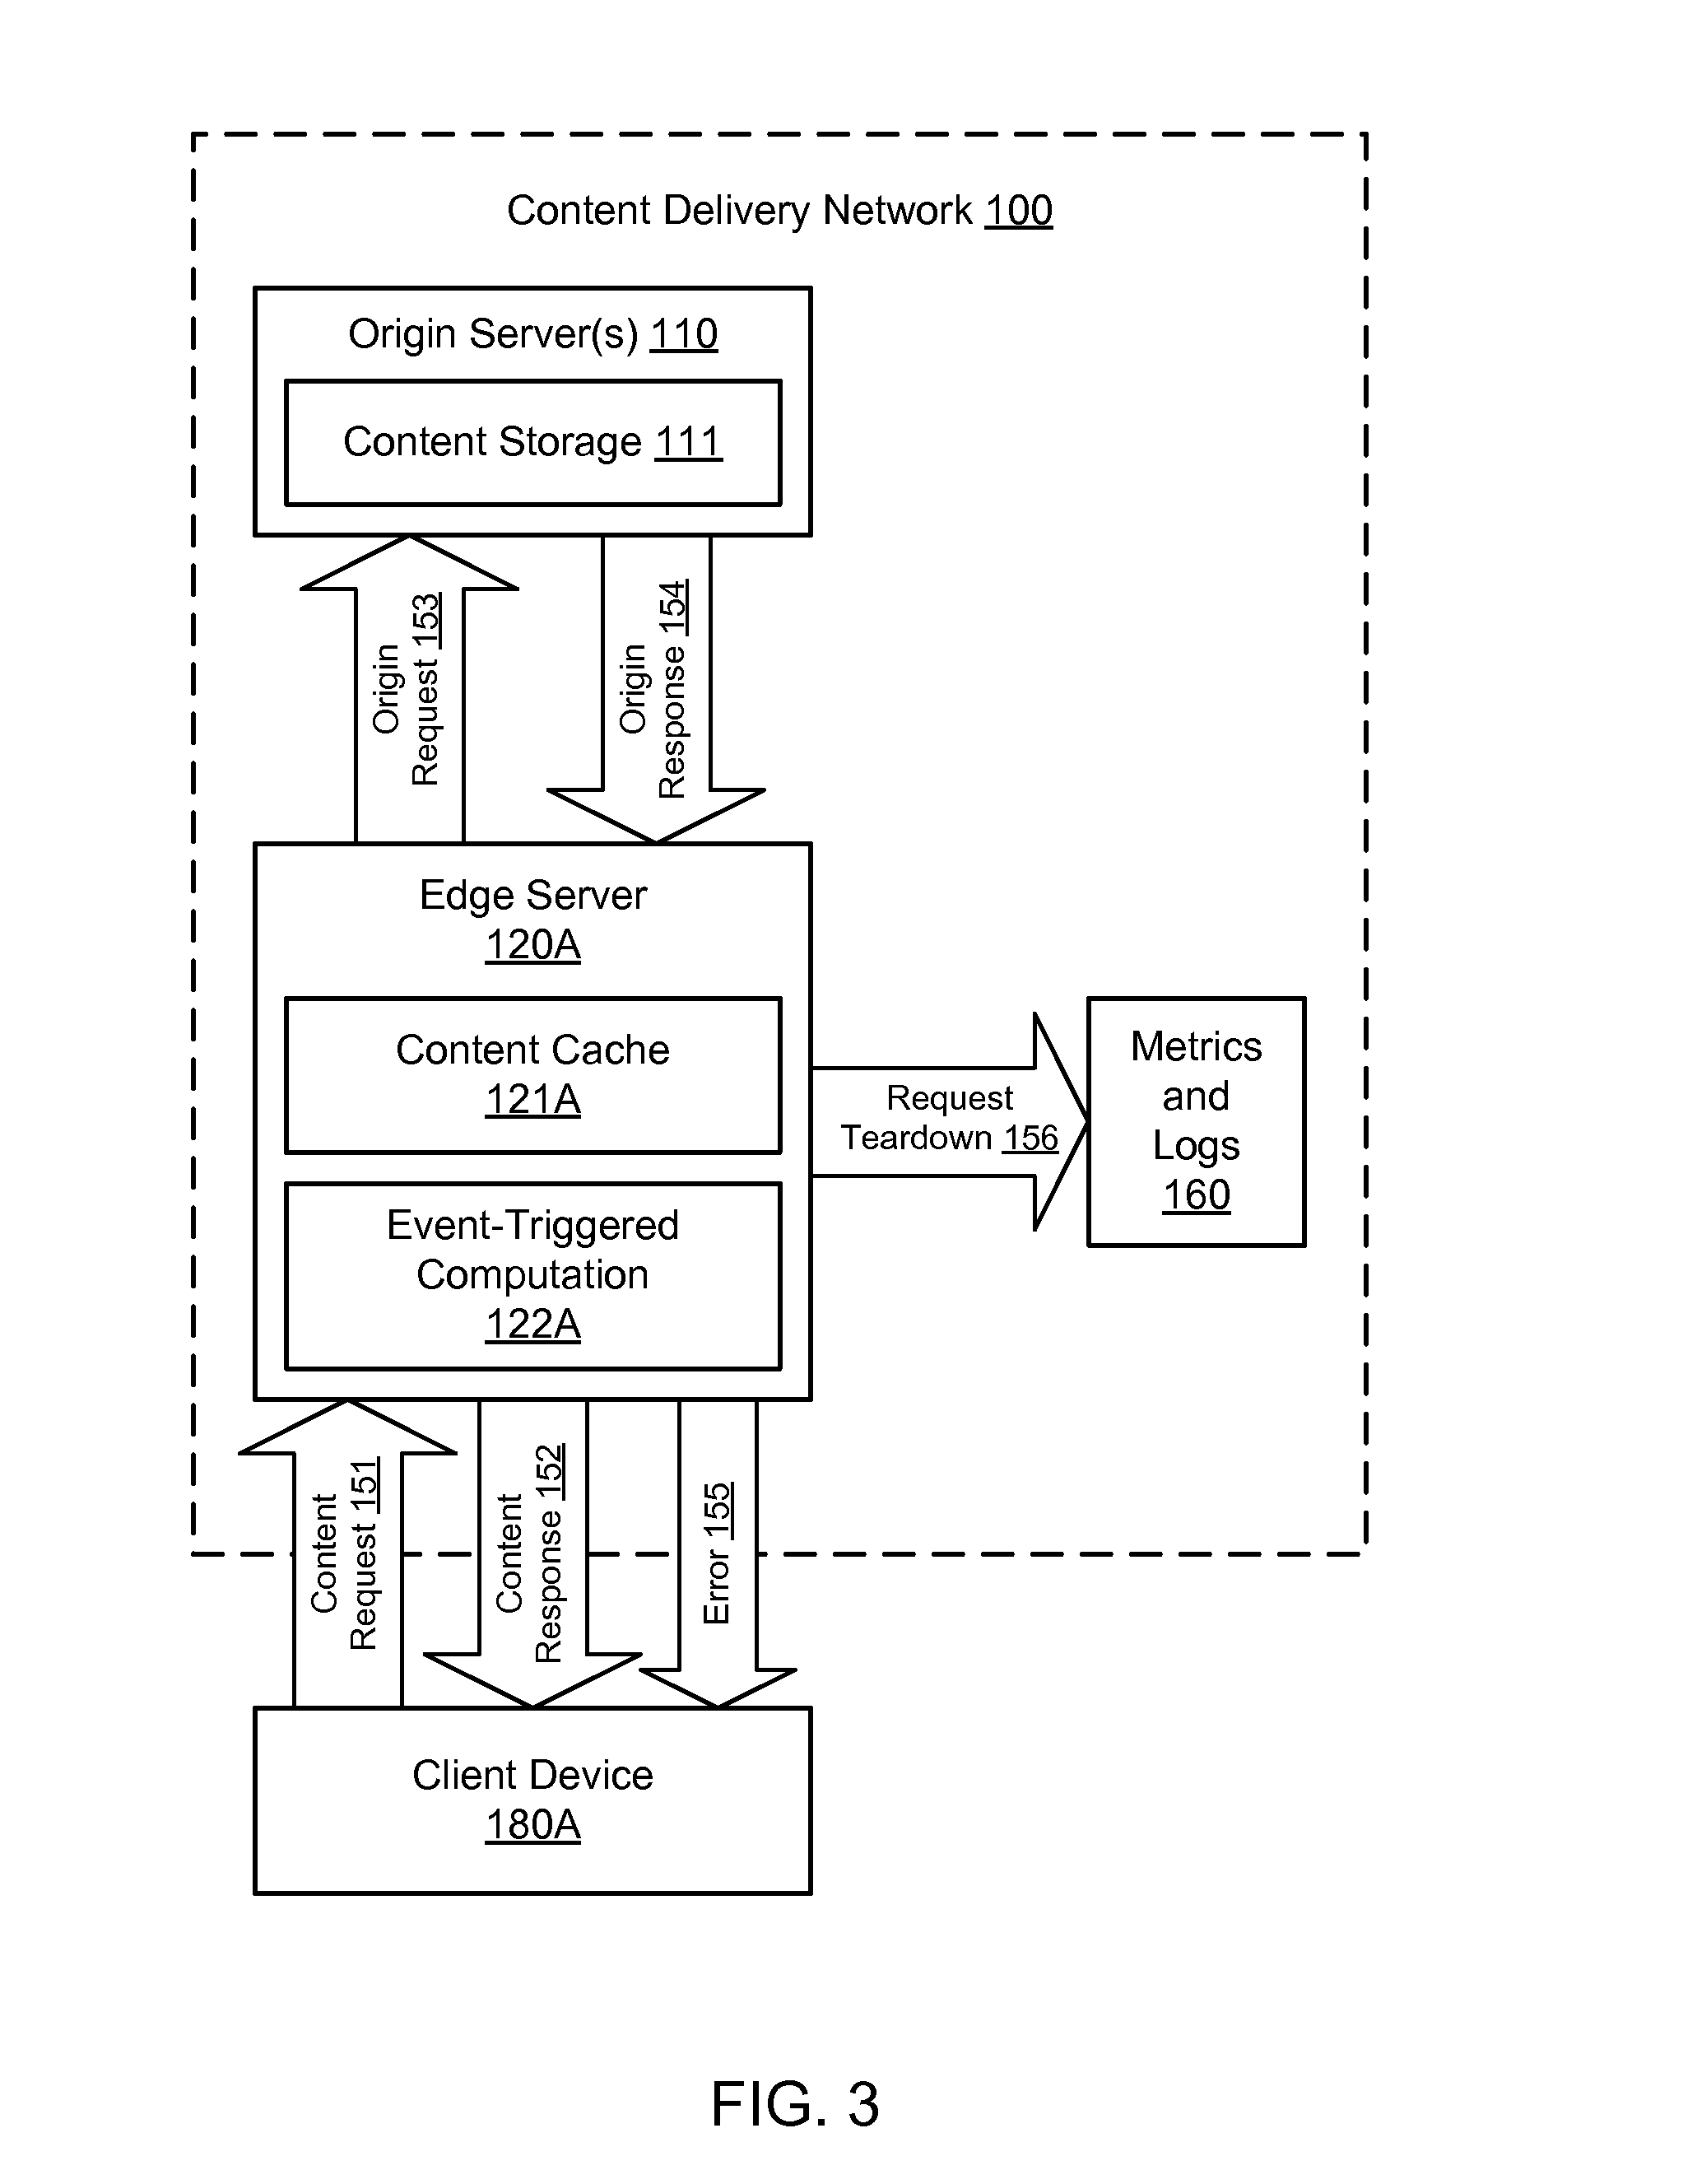 Content Delivery Network 100
Origin Server(s) 110
Content Storage 111
Origin
Request 153
Origin
Response 154
Edge Server
120A
Content Cache
121A
Event-Triggered
Computation
122A
Request
Teardown 156
Metrics
and
Logs
160
Content
Request 151
Content
Response 152
Error 155
Client Device
180A
FIG. 3